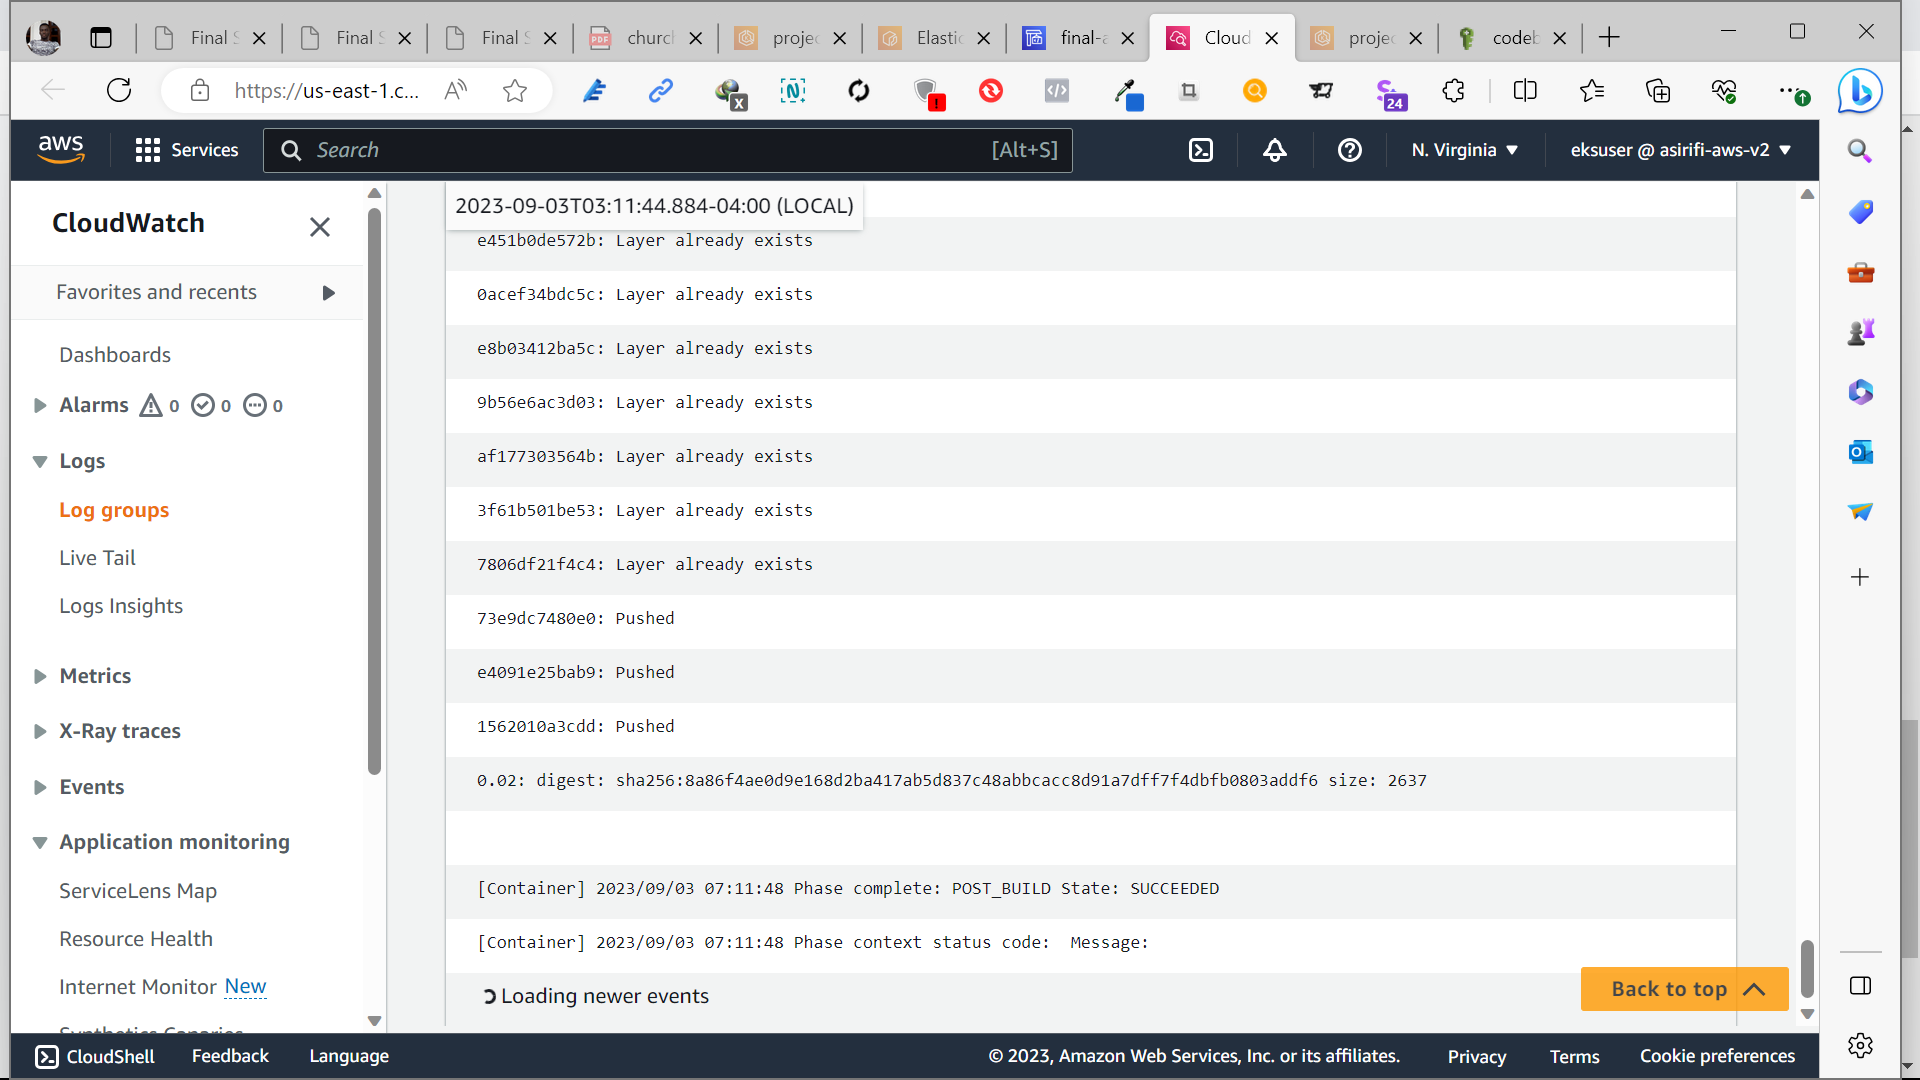 Final S
Final S
Final S
church
projec
Elastic
final-a
Cloud
projec
codeb
https://us-east-1.c...
24
aws
Services
Search
[Alt+S]
N. Virginia
eksuser @ asirifi-aws-v2
CloudWatch
Favorites and recents
Dashboards
Alarms 0 0 0
Logs
Log groups
Live Tail
Logs Insights
Metrics
X-Ray traces
Events
Application monitoring
ServiceLens Map
Resource Health
Internet Monitor New
Synthetics Canaries
2023-09-03T03:11:44.884-04:00 (LOCAL)
e451b0de572b: Layer already exists
0acef34bdc5c: Layer already exists
e8b03412ba5c: Layer already exists
9b56e6ac3d03: Layer already exists
af177303564b: Layer already exists
3f61b501be53: Layer already exists
7806df21f4c4: Layer already exists
73e9dc7480e0: Pushed
e4091e25bab9: Pushed
1562010a3cdd: Pushed
0.02: digest: sha256:8a86f4ae0d9e168d2ba417ab5d837c48abbcacc8d91a7dff7f4dbfb0803addf6 size: 2637
[Container] 2023/09/03 07:11:48 Phase complete: POST_BUILD State: SUCCEEDED
[Container] 2023/09/03 07:11:48 Phase context status code:  Message:
Loading newer events
Back to top
CloudShell
Feedback
Language
© 2023, Amazon Web Services, Inc. or its affiliates.
Privacy
Terms
Cookie preferences